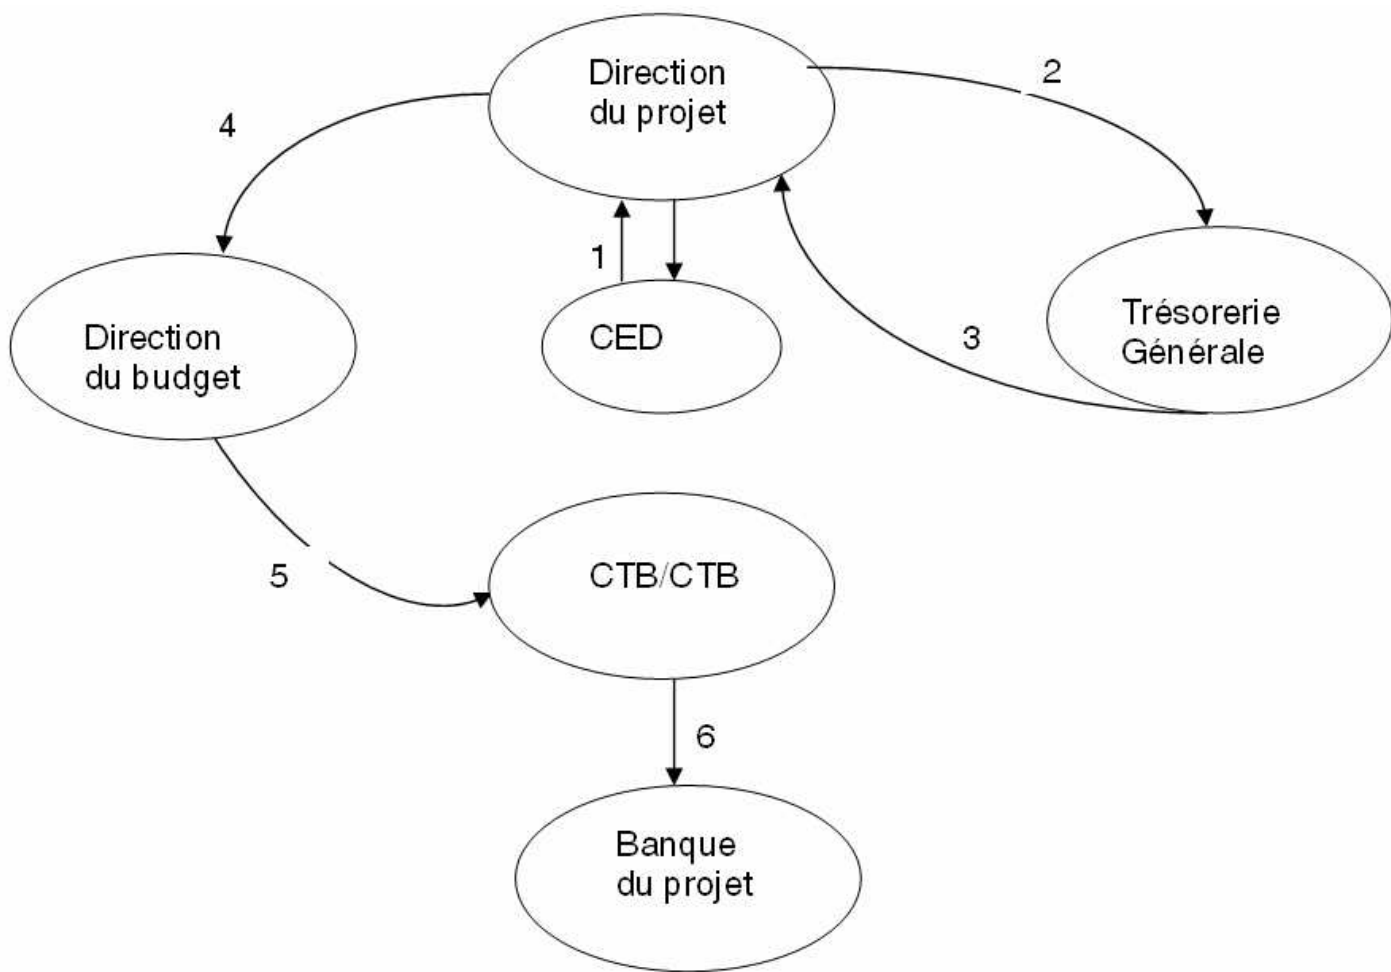 Direction
du projet
2
4
1
CED
Direction
du budget
3
Trésorerie
Générale
5
CTB/CTB
6
Banque
du projet